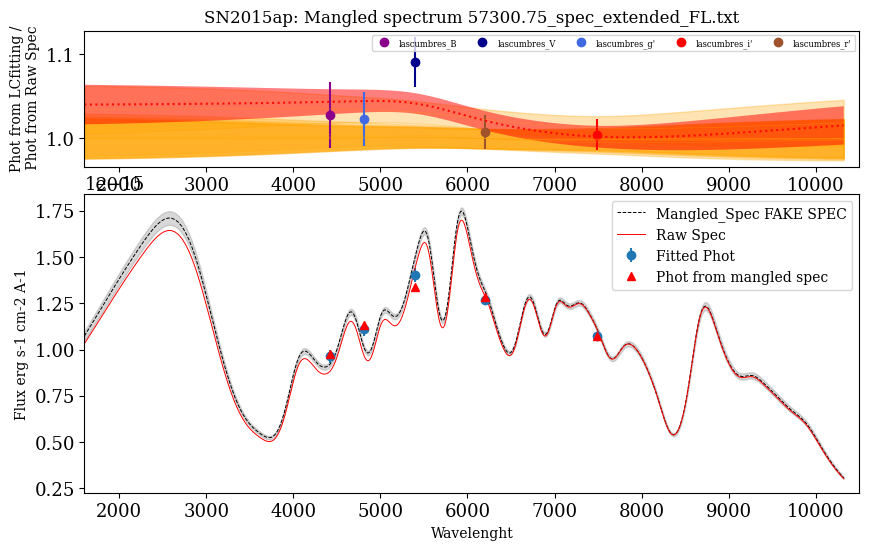 SN2015ap: Mangled spectrum 57300.75_spec_extended_FL.txt
Phot from LCfitting /
Phot from Raw Spec
1.1
1.0
lascumbres_B
lascumbres_V
lascumbres_g'
lascumbres_i'
lascumbres_r'
2000 3000 4000 5000 6000 7000 8000 9000 10000
1e−15
Flux erg s-1 cm-2 A-1
1.75
1.50
1.25
1.00
0.75
0.50
0.25
Mangled_Spec FAKE SPEC
Raw Spec
Fitted Phot
Phot from mangled spec
2000 3000 4000 5000 6000 7000 8000 9000 10000
Wavelenght